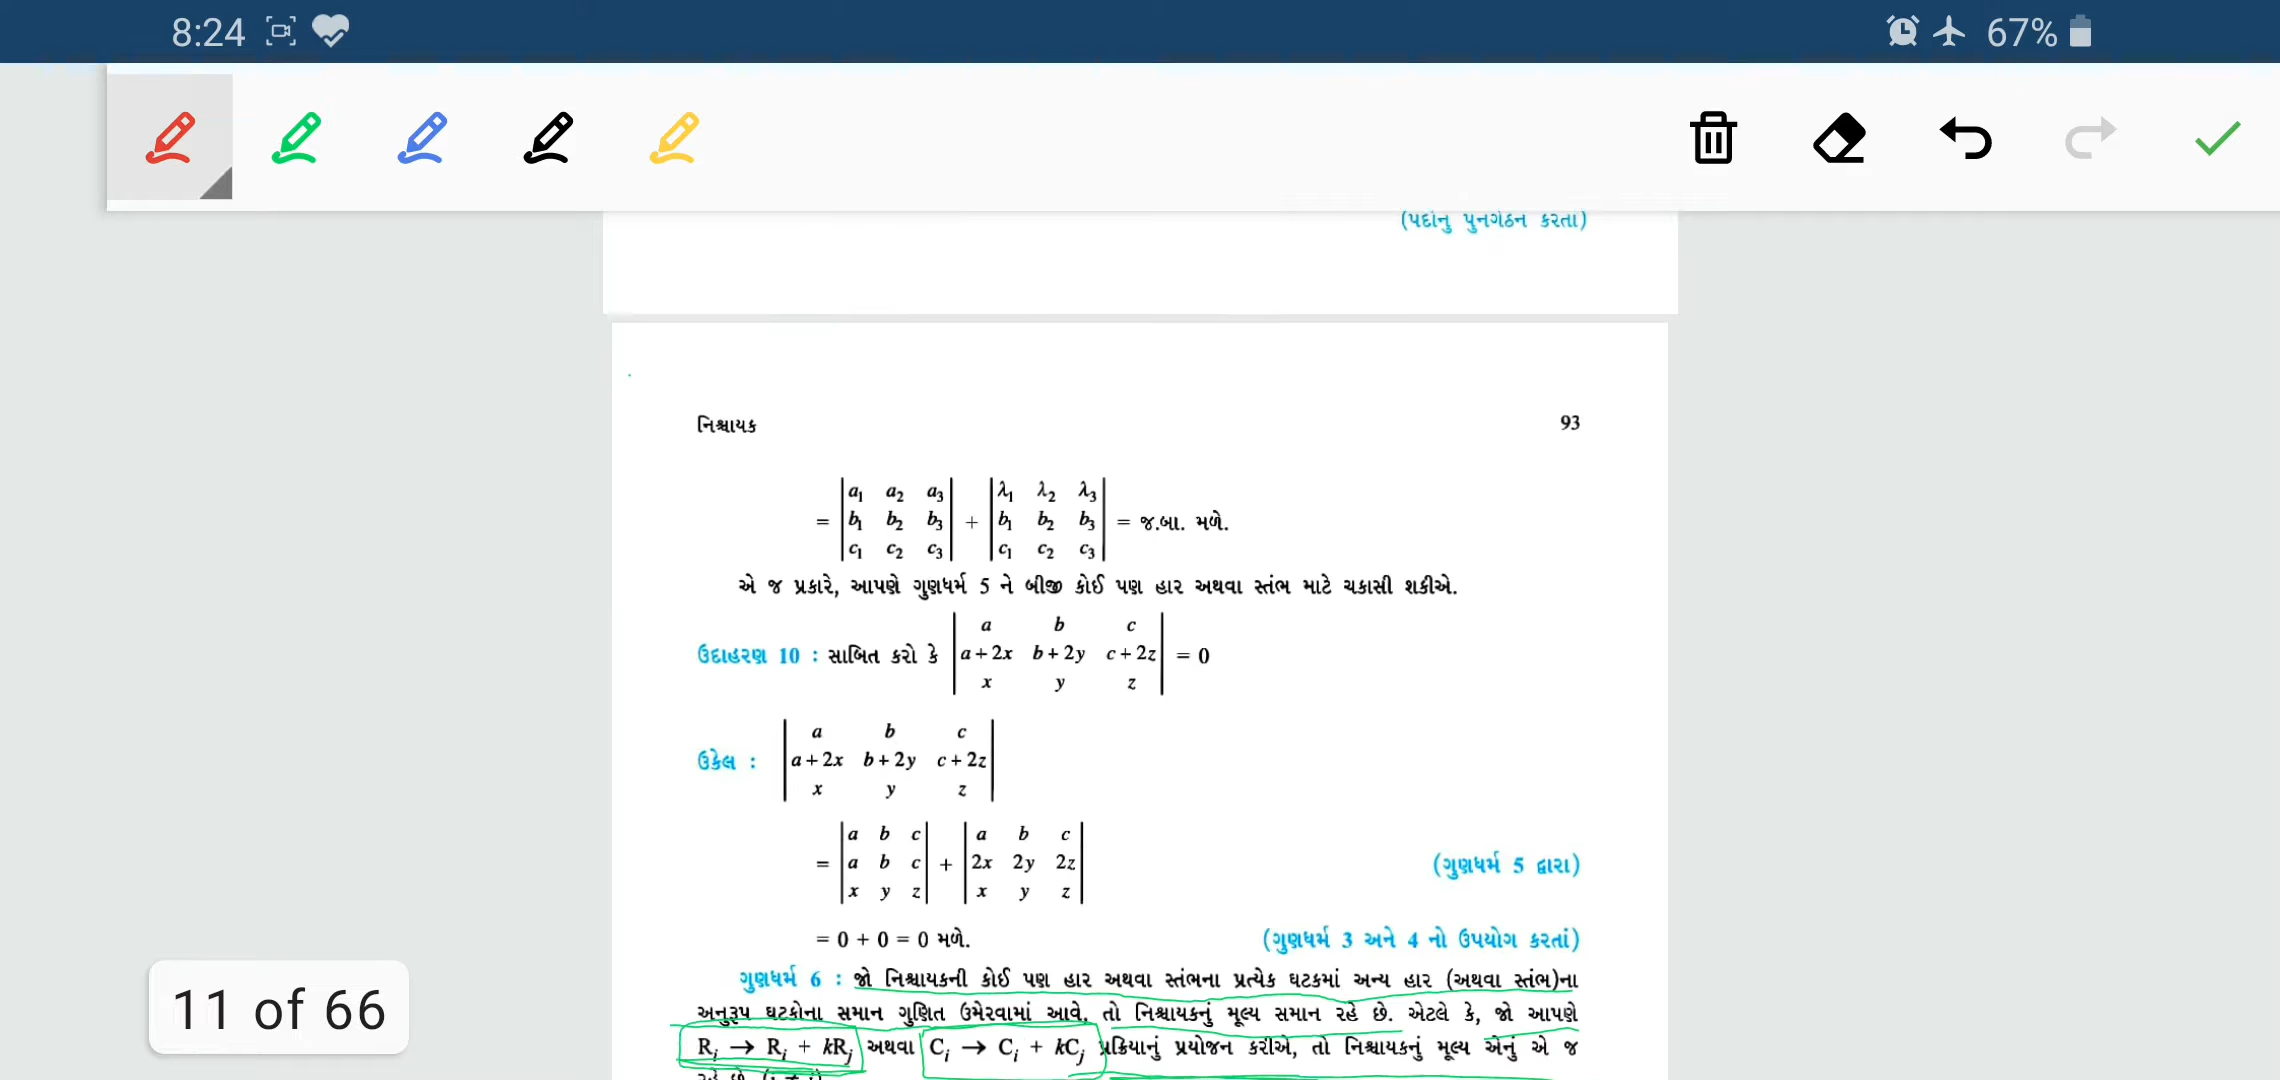 8:24 67%
(પદોનું પુનર્ગઠન કરતાં)
નિશ્ચાયક 93
= | a₁ a₂ a₃ | + | λ₁ λ₂ λ₃ |
| b₁ b₂ b₃ | | b₁ b₂ b₃ | = જ.બા. મળે.
| c₁ c₂ c₃ | | c₁ c₂ c₃ |
એ જ પ્રકારે, આપણે ગુણધર્મ 5 ને બીજી કોઈ પણ હાર અથવા સ્તંભ માટે ચકાસી શકીએ.
a b c
ઉદાહરણ 10 : સાબિત કરો કે | a + 2x b + 2y c + 2z | = 0
x y z
a b c
ઉકેલ : | a + 2x b + 2y c + 2z |
x y z
| a b c | + | a b c |
= | a b c | + | 2x 2y 2z | (ગુણધર્મ 5 દ્વારા)
| x y z | | x y z |
= 0 + 0 = 0 મળે. (ગુણધર્મ 3 અને 4 નો ઉપયોગ કરતાં)
ગુણધર્મ 6 : જો નિશ્ચાયકની કોઈ પણ હાર અથવા સ્તંભના પ્રત્યેક ઘટકમાં અન્ય હાર (અથવા સ્તંભ)ના
અનુરૂપ ઘટકોના સમાન ગુણિત ઉમેરવામાં આવે, તો નિશ્ચાયકનું મૂલ્ય સમાન રહે છે. એટલે કે, જો આપણે
Rᵢ → Rᵢ + kRⱼ અથવા Cᵢ → Cᵢ + kCⱼ પ્રક્રિયાનું પ્રયોજન કરીએ, તો નિશ્ચાયકનું મૂલ્ય એનું એ જ
11 of 66